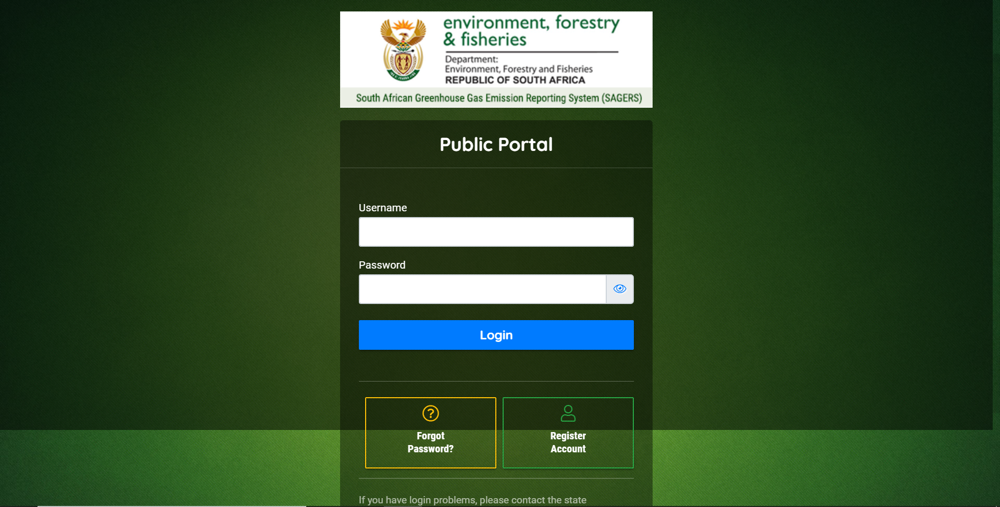 environment, forestry
& fisheries
Department:
Environment, Forestry and Fisheries
REPUBLIC OF SOUTH AFRICA
South African Greenhouse Gas Emission Reporting System (SAGERS)
Public Portal
Username
Password
Login
Forgot
Password?
Register
Account
If you have login problems, please contact the state